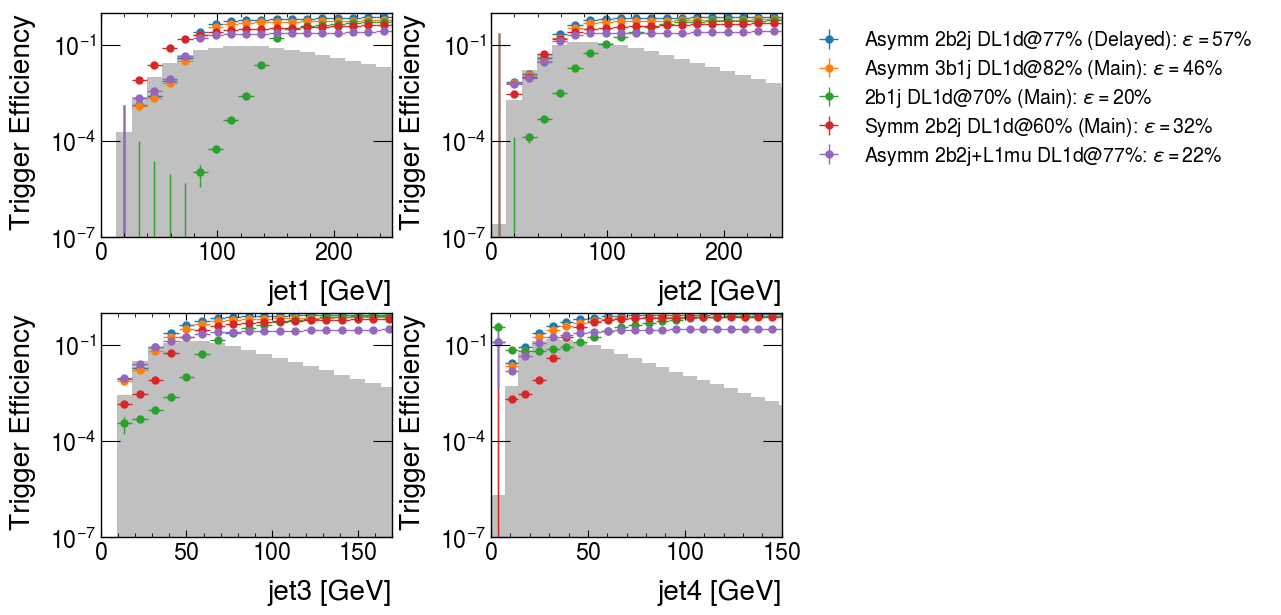 Trigger Efficiency
10⁻¹
10⁻⁴
10⁻⁷
0 100 200
jet1 [GeV]
Trigger Efficiency
10⁻¹
10⁻⁴
10⁻⁷
0 100 200
jet2 [GeV]
Asymm 2b2j DL1d@77% (Delayed): ε = 57%
Asymm 3b1j DL1d@82% (Main): ε = 46%
2b1j DL1d@70% (Main): ε = 20%
Symm 2b2j DL1d@60% (Main): ε = 32%
Asymm 2b2j+L1mu DL1d@77%: ε = 22%
Trigger Efficiency
10⁻¹
10⁻⁴
10⁻⁷
0 50 100 150
jet3 [GeV]
Trigger Efficiency
10⁻¹
10⁻⁴
10⁻⁷
0 50 100 150
jet4 [GeV]